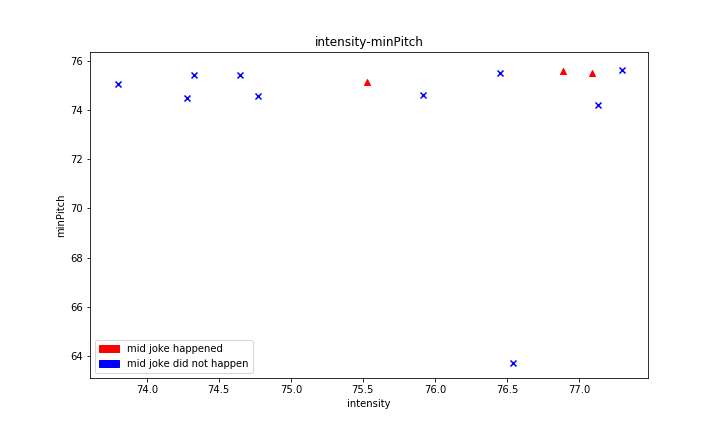 intensity-minPitch
76
74
72
70
68
66
64
minPitch
mid joke happened
mid joke did not happen
74.0 74.5 75.0 75.5 76.0 76.5 77.0
intensity